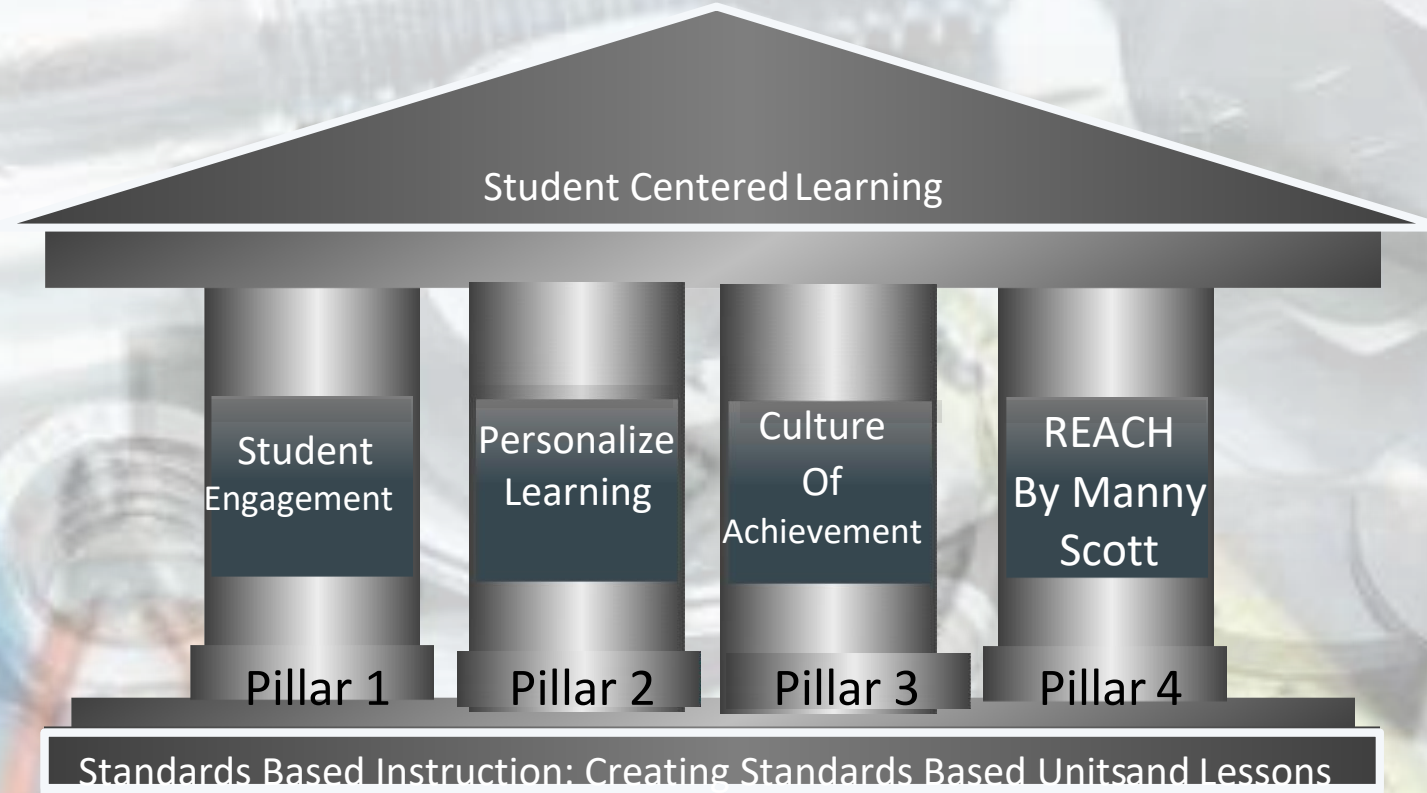 Student Centered Learning
Student
Engagement
Personalize
Learning
Culture
Of
Achievement
REACH
By Manny
Scott
Pillar 1
Pillar 2
Pillar 3
Pillar 4
Standards Based Instruction: Creating Standards Based Unitsand Lessons